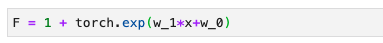 F = 1 + torch.exp(w_1*x+w_0)